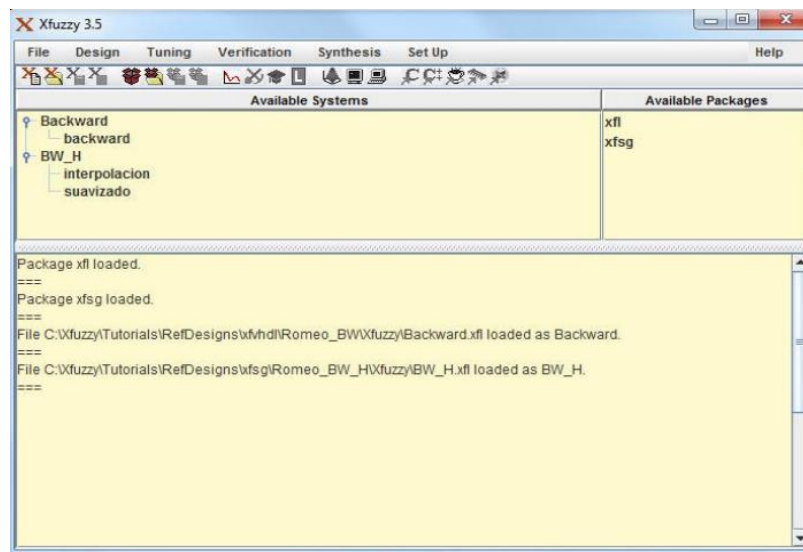 Xfuzzy 3.5
File Design Tuning Verification Synthesis Set Up Help
Available Systems Available Packages
Backward
backward
BW_H
interpolacion
suavizado
xfl
xfsg
Package xfl loaded.
===
Package xfsg loaded.
===
File C:\Xfuzzy\Tutorials\RefDesigns\xfvhdl\Romeo_BW\Xfuzzy\Backward.xfl loaded as Backward.
===
File C:\Xfuzzy\Tutorials\RefDesigns\xfsg\Romeo_BW_H\Xfuzzy\BW_H.xfl loaded as BW_H.
===